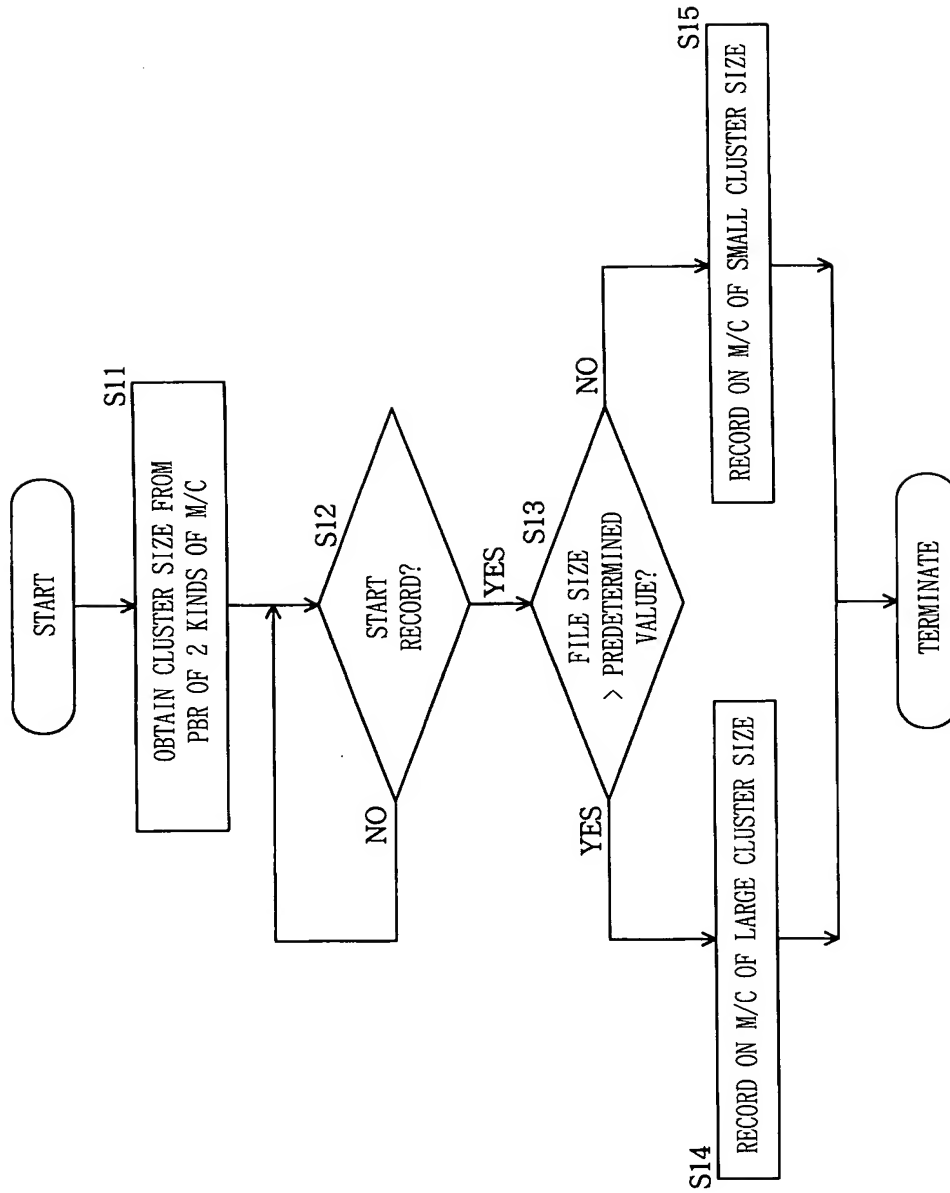 START
S11
OBTAIN CLUSTER SIZE FROM
PBR OF 2 KINDS OF M/C
S12
START
RECORD?
NO
YES
S13
FILE SIZE
> PREDETERMINED
VALUE?
YES
NO
S14
RECORD ON M/C OF LARGE CLUSTER SIZE
S15
RECORD ON M/C OF SMALL CLUSTER SIZE
TERMINATE